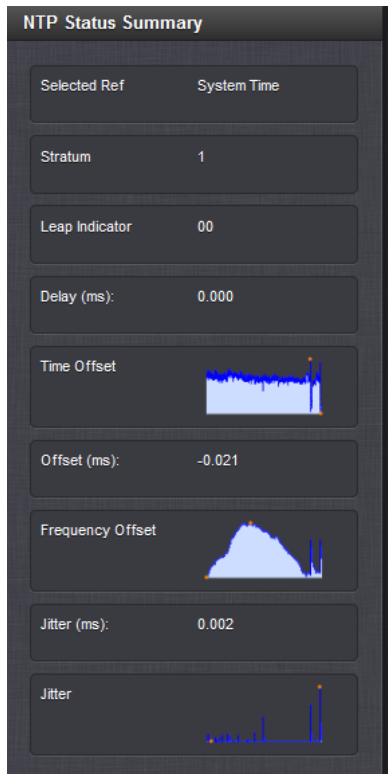 NTP Status Summary
Selected Ref System Time
Stratum 1
Leap Indicator 00
Delay (ms): 0.000
Time Offset
Offset (ms): -0.021
Frequency Offset
Jitter (ms): 0.002
Jitter